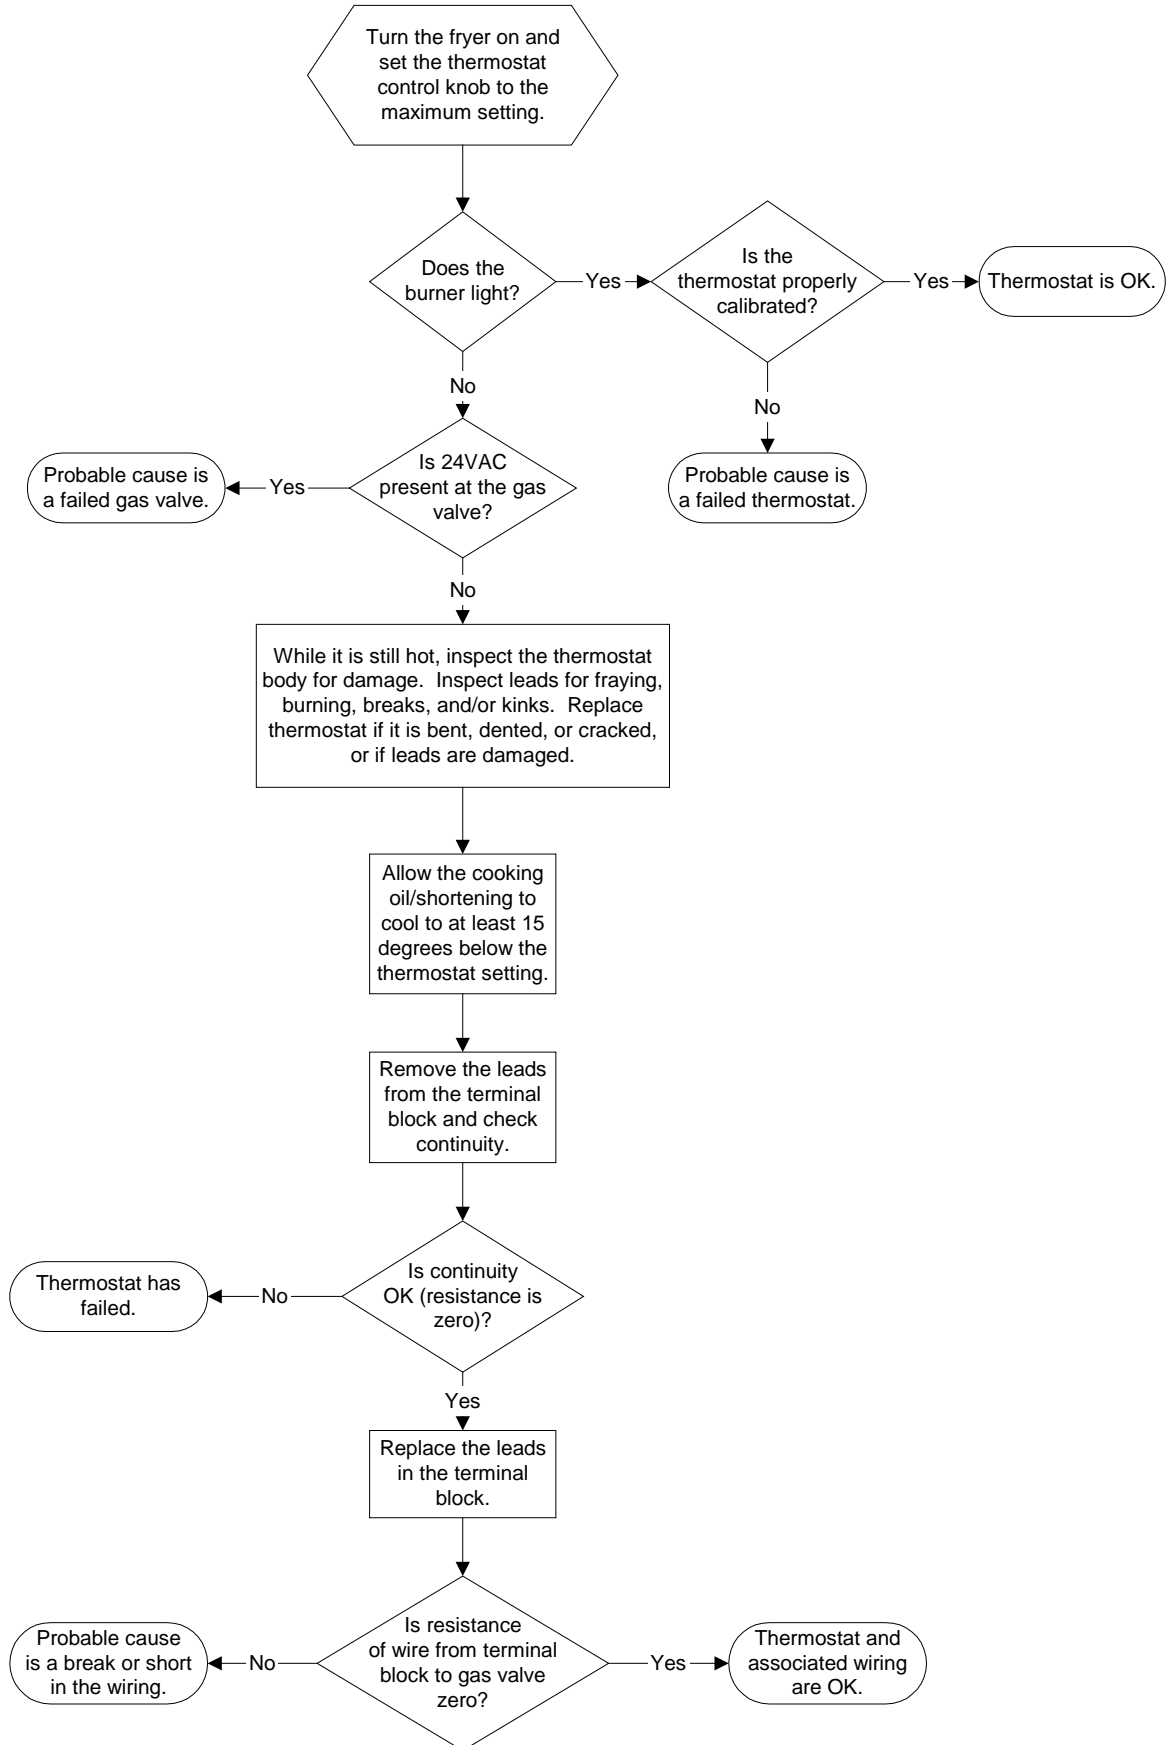 Turn the fryer on and
set the thermostat
control knob to the
maximum setting.
Does the
burner light?
Yes
Is the
thermostat properly
calibrated?
Yes
Thermostat is OK.
No
No
Probable cause is
a failed gas valve.
Yes
Is 24VAC
present at the gas
valve?
Probable cause is
a failed thermostat.
No
While it is still hot, inspect the thermostat
body for damage.  Inspect leads for fraying,
burning, breaks, and/or kinks.  Replace
thermostat if it is bent, dented, or cracked,
or if leads are damaged.
Allow the cooking
oil/shortening to
cool to at least 15
degrees below the
thermostat setting.
Remove the leads
from the terminal
block and check
continuity.
Thermostat has
failed.
No
Is continuity
OK (resistance is
zero)?
Yes
Replace the leads
in the terminal
block.
Probable cause
is a break or short
in the wiring.
No
Is resistance
of wire from terminal
block to gas valve
zero?
Yes
Thermostat and
associated wiring
are OK.